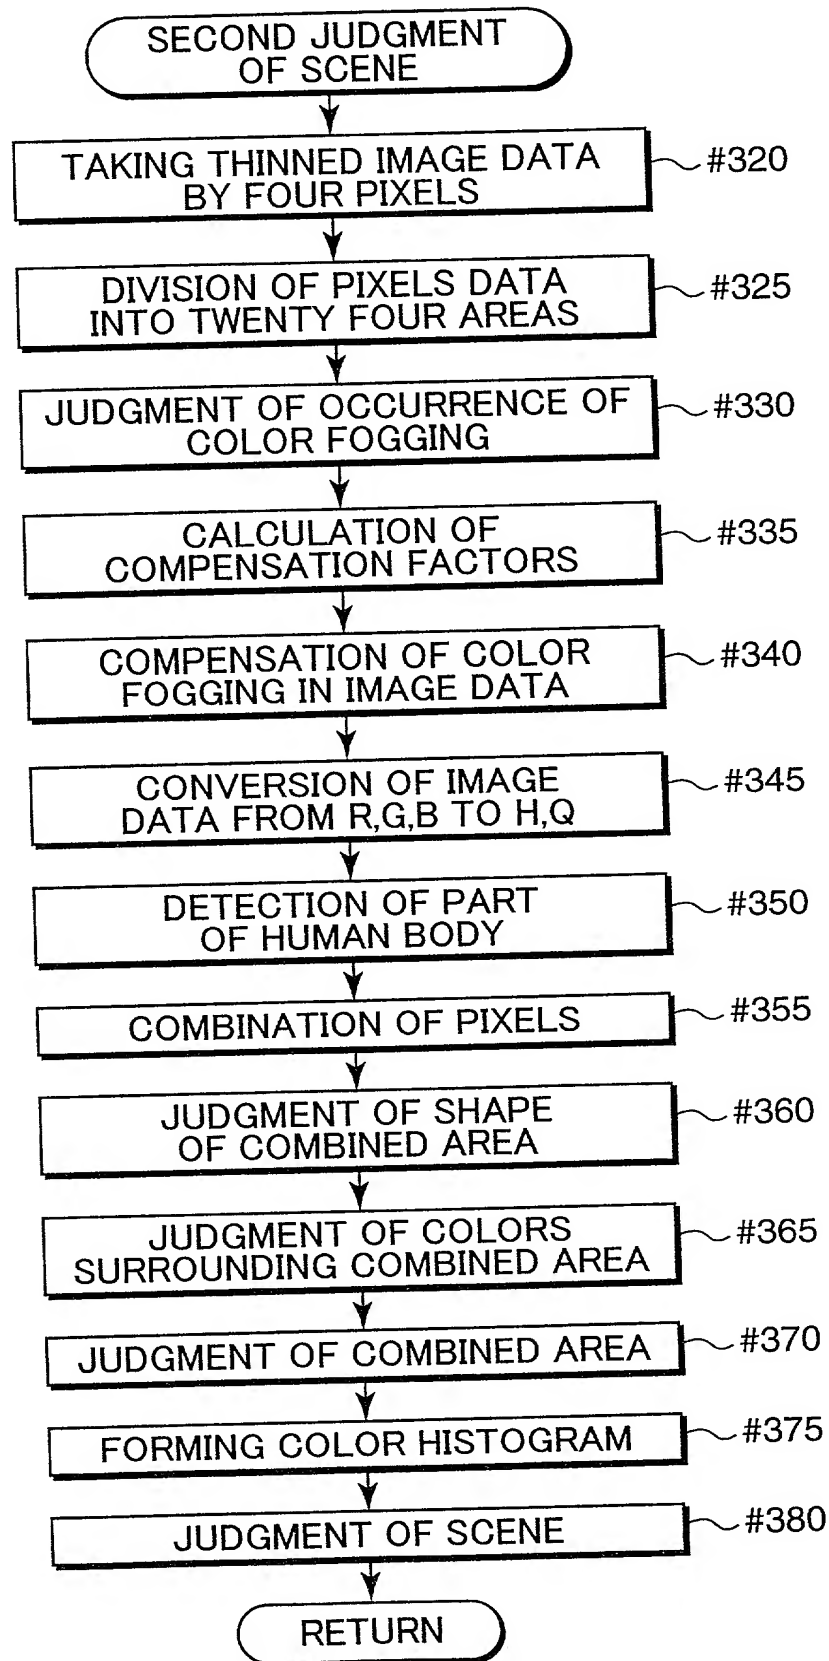 SECOND JUDGMENT
OF SCENE
TAKING THINNED IMAGE DATA
BY FOUR PIXELS
#320
DIVISION OF PIXELS DATA
INTO TWENTY FOUR AREAS
#325
JUDGMENT OF OCCURRENCE OF
COLOR FOGGING
#330
CALCULATION OF
COMPENSATION FACTORS
#335
COMPENSATION OF COLOR
FOGGING IN IMAGE DATA
#340
CONVERSION OF IMAGE
DATA FROM R,G,B TO H,Q
#345
DETECTION OF PART
OF HUMAN BODY
#350
COMBINATION OF PIXELS
#355
JUDGMENT OF SHAPE
OF COMBINED AREA
#360
JUDGMENT OF COLORS
SURROUNDING COMBINED AREA
#365
JUDGMENT OF COMBINED AREA
#370
FORMING COLOR HISTOGRAM
#375
JUDGMENT OF SCENE
#380
RETURN